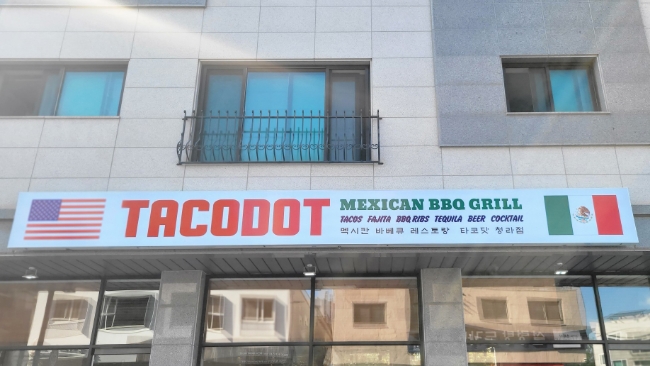 TACODOT
MEXICAN BBQ GRILL
TACOS FAJITA BBQ RIBS TEQUILA BEER COCKTAIL
멕시칸 바베큐 레스토랑 타코닷 청라점